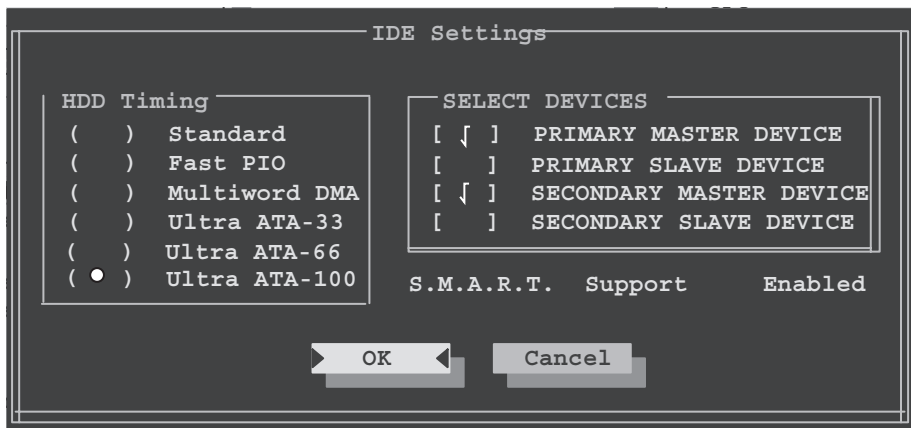 IDE Settings
HDD Timing
( ) Standard
( ) Fast PIO
( ) Multiword DMA
( ) Ultra ATA-33
( ) Ultra ATA-66
(•) Ultra ATA-100
SELECT DEVICES
[ √ ] PRIMARY MASTER DEVICE
[ ] PRIMARY SLAVE DEVICE
[ √ ] SECONDARY MASTER DEVICE
[ ] SECONDARY SLAVE DEVICE
S.M.A.R.T. Support Enabled
OK
Cancel